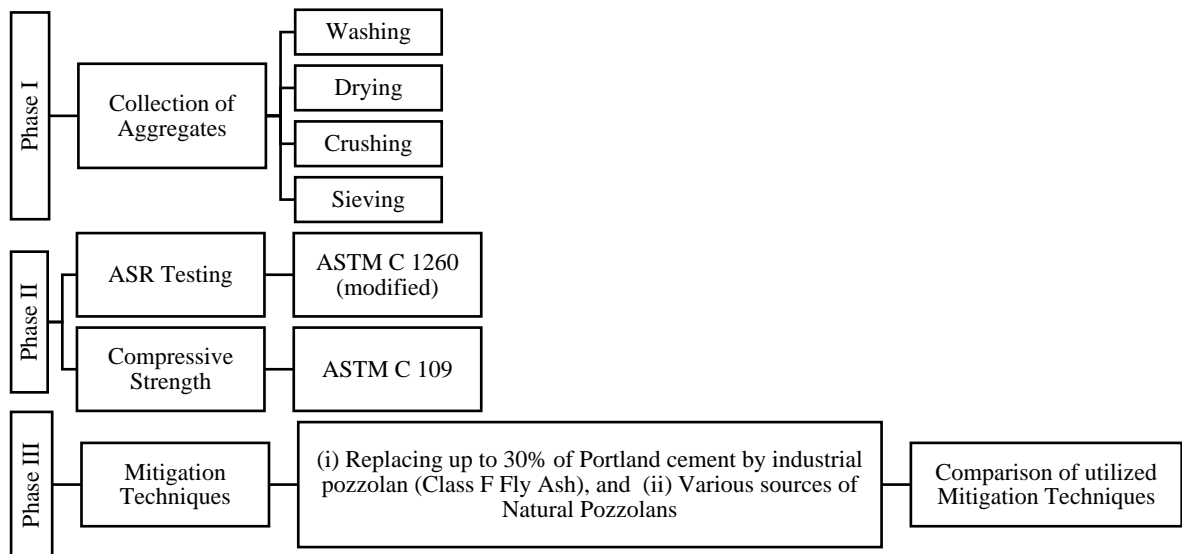 Phase I
Collection of
Aggregates
Washing
Drying
Crushing
Sieving
Phase II
ASR Testing
ASTM C 1260
(modified)
Compressive
Strength
ASTM C 109
Phase III
Mitigation
Techniques
(i) Replacing up to 30% of Portland cement by industrial
pozzolan (Class F Fly Ash), and (ii) Various sources of
Natural Pozzolans
Comparison of utilized
Mitigation Techniques